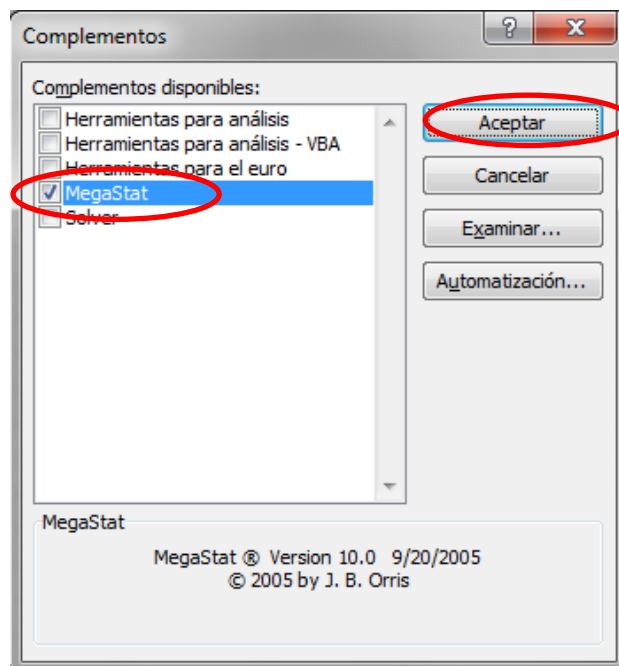 Complementos
Complementos disponibles:
Herramientas para análisis
Herramientas para análisis - VBA
Herramientas para el euro
MegaStat
Solver
Aceptar
Cancelar
Examinar...
Automatización...
MegaStat
MegaStat ® Version 10.0 9/20/2005
© 2005 by J. B. Orris